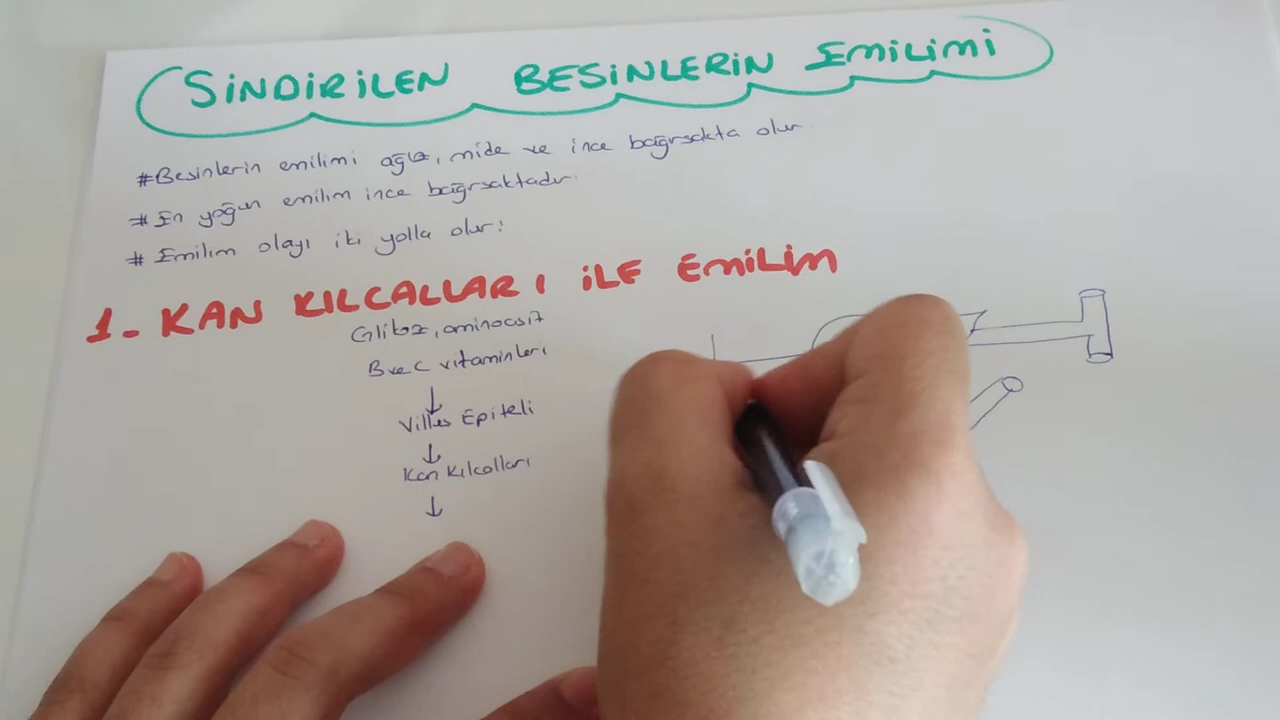 SİNDİRİLEN BESİNLERİN EMİLİMİ
#Besinlerin emilimi ağız, mide ve ince bağırsakta olur
# En yoğun emilim ince bağırsaktadır.
# Emilim olayı iki yolla olur:
1- KAN KILCALLARI İLE EMİLİM
Glikoz, aminoasit
B ve C vitaminleri
↓
Villus Epiteli
↓
Kan Kılcalları
↓